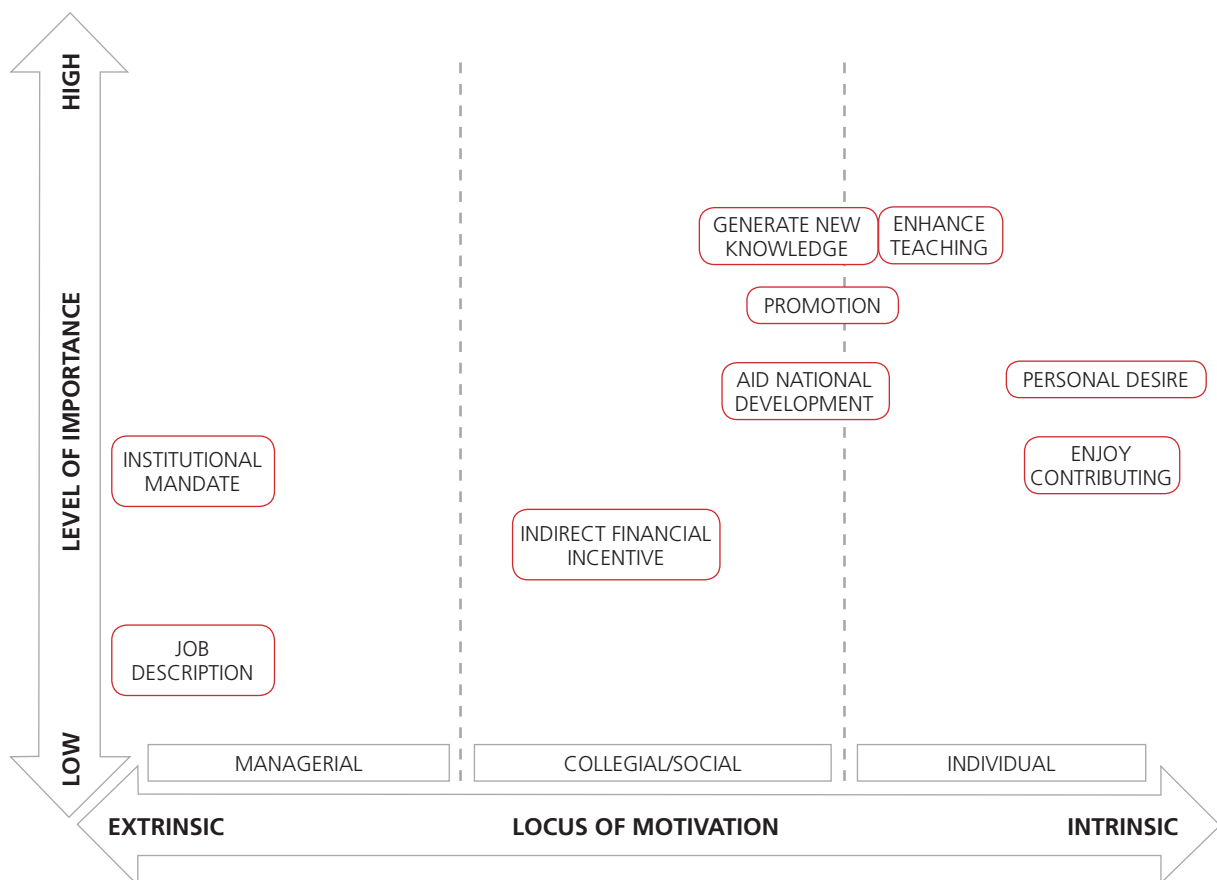 HIGH
LEVEL OF IMPORTANCE
LOW
GENERATE NEW
KNOWLEDGE
ENHANCE
TEACHING
PROMOTION
AID NATIONAL
DEVELOPMENT
PERSONAL DESIRE
INSTITUTIONAL
MANDATE
ENJOY
CONTRIBUTING
INDIRECT FINANCIAL
INCENTIVE
JOB
DESCRIPTION
MANAGERIAL
COLLEGIAL/SOCIAL
INDIVIDUAL
EXTRINSIC
LOCUS OF MOTIVATION
INTRINSIC